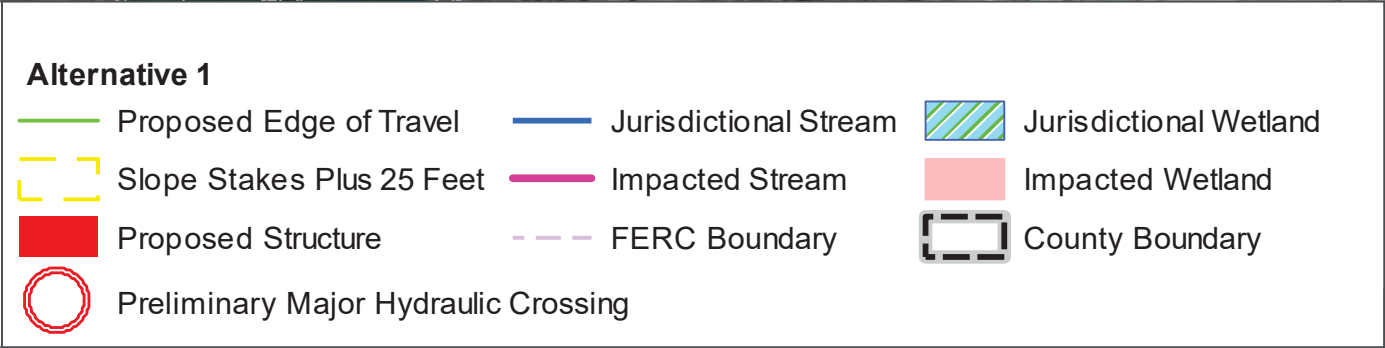 Alternative 1
Proposed Edge of Travel
Slope Stakes Plus 25 Feet
Proposed Structure
Preliminary Major Hydraulic Crossing
Jurisdictional Stream
Impacted Stream
FERC Boundary
Jurisdictional Wetland
Impacted Wetland
County Boundary